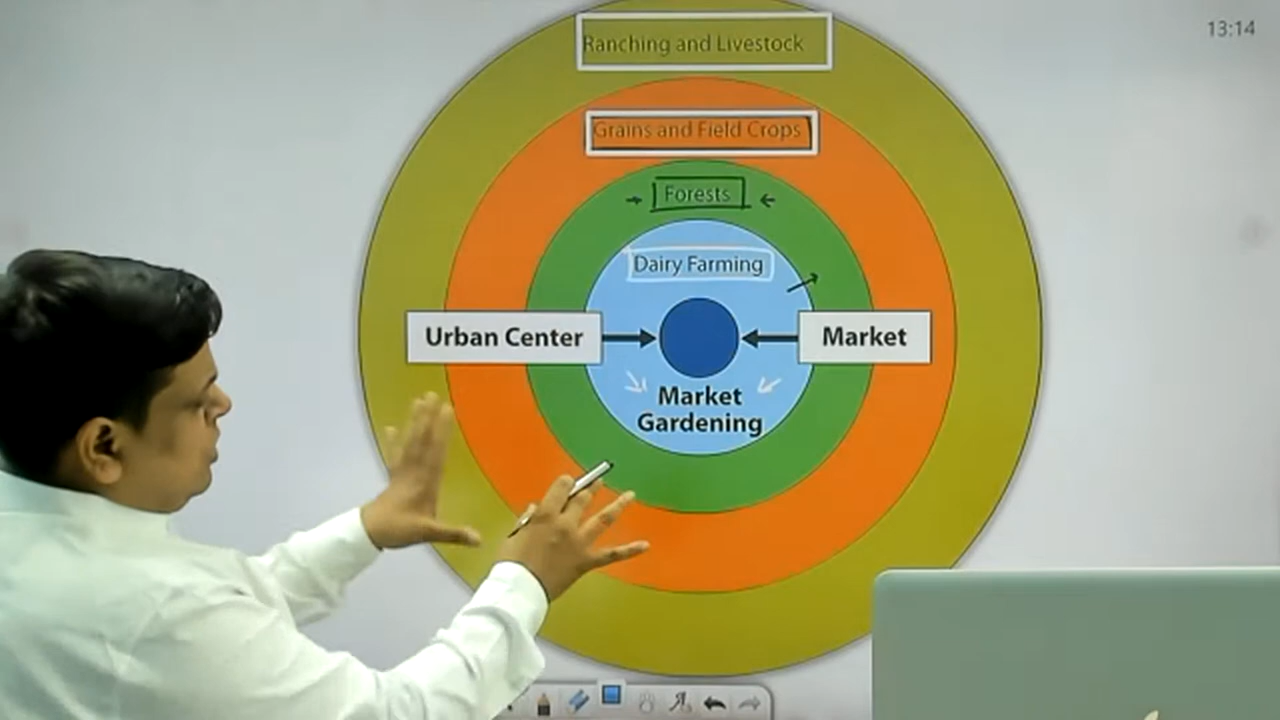 13:14
Ranching and Livestock
Grains and Field Crops
Forests
Dairy Farming
Urban Center
Market
Market
Gardening